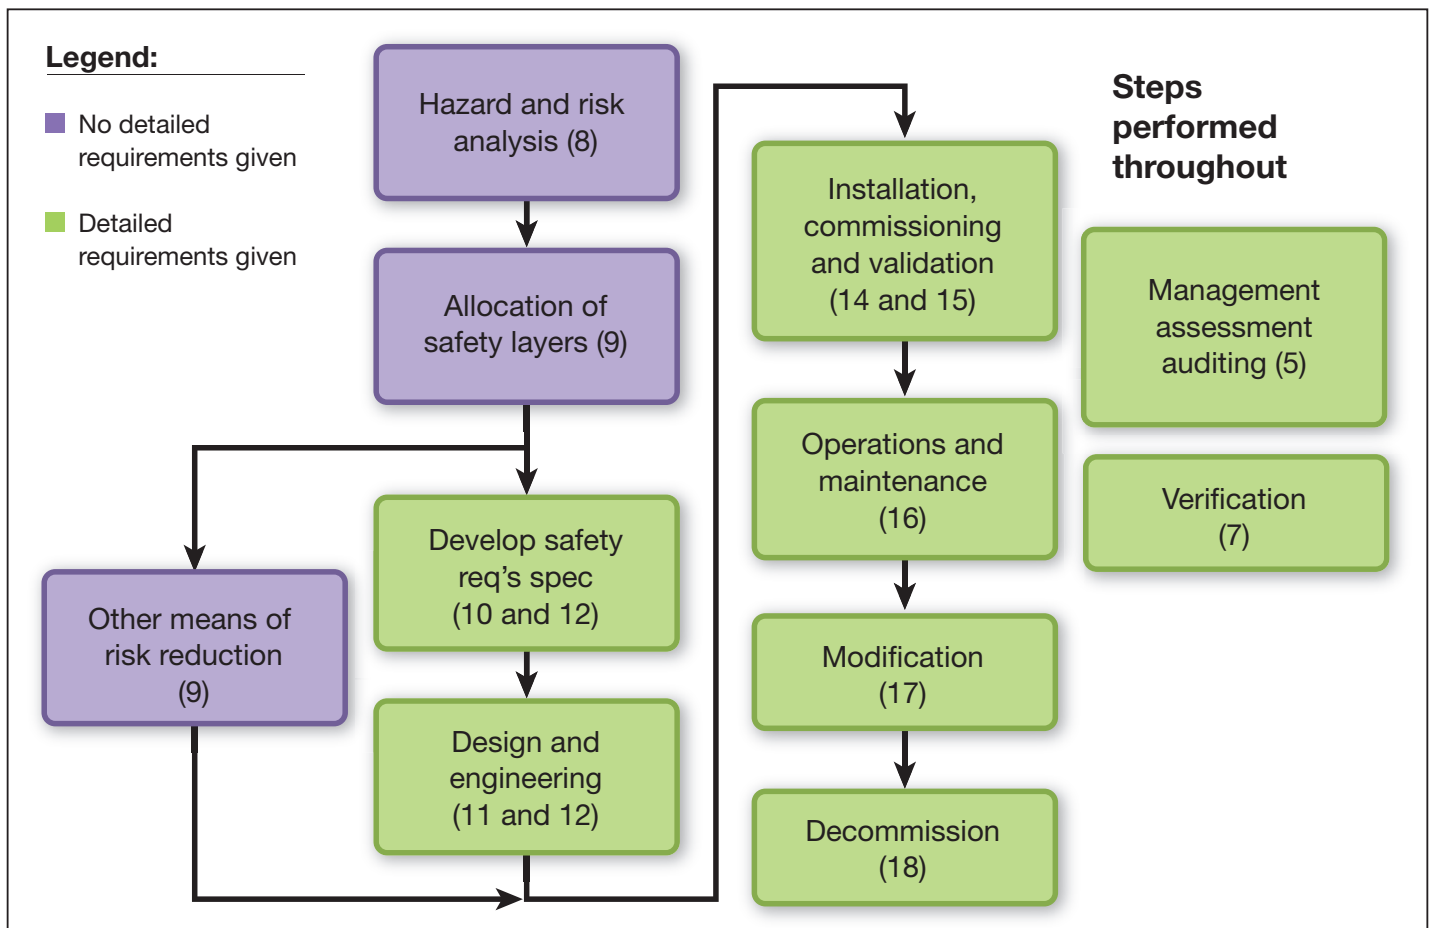 Legend:
No detailed
requirements given
Detailed
requirements given
Hazard and risk
analysis (8)
Allocation of
safety layers (9)
Other means of
risk reduction
(9)
Develop safety
req’s spec
(10 and 12)
Design and
engineering
(11 and 12)
Installation,
commissioning
and validation
(14 and 15)
Operations and
maintenance
(16)
Modification
(17)
Decommission
(18)
Steps
performed
throughout
Management
assessment
auditing (5)
Verification
(7)